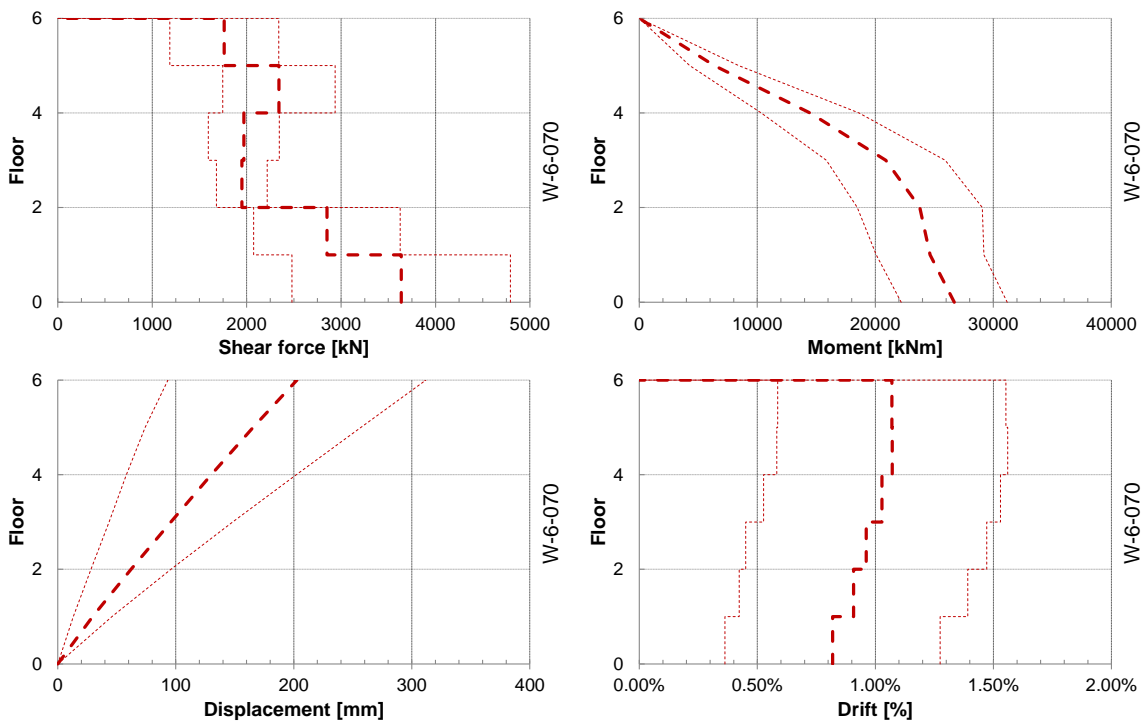 6
4
2
0
Floor
0 1000 2000 3000 4000 5000
Shear force [kN]
W-6-070
6
4
2
0
Floor
0 10000 20000 30000 40000
Moment [kNm]
W-6-070
6
4
2
0
Floor
0 100 200 300 400
Displacement [mm]
W-6-070
6
4
2
0
Floor
0.00% 0.50% 1.00% 1.50% 2.00%
Drift [%]
W-6-070